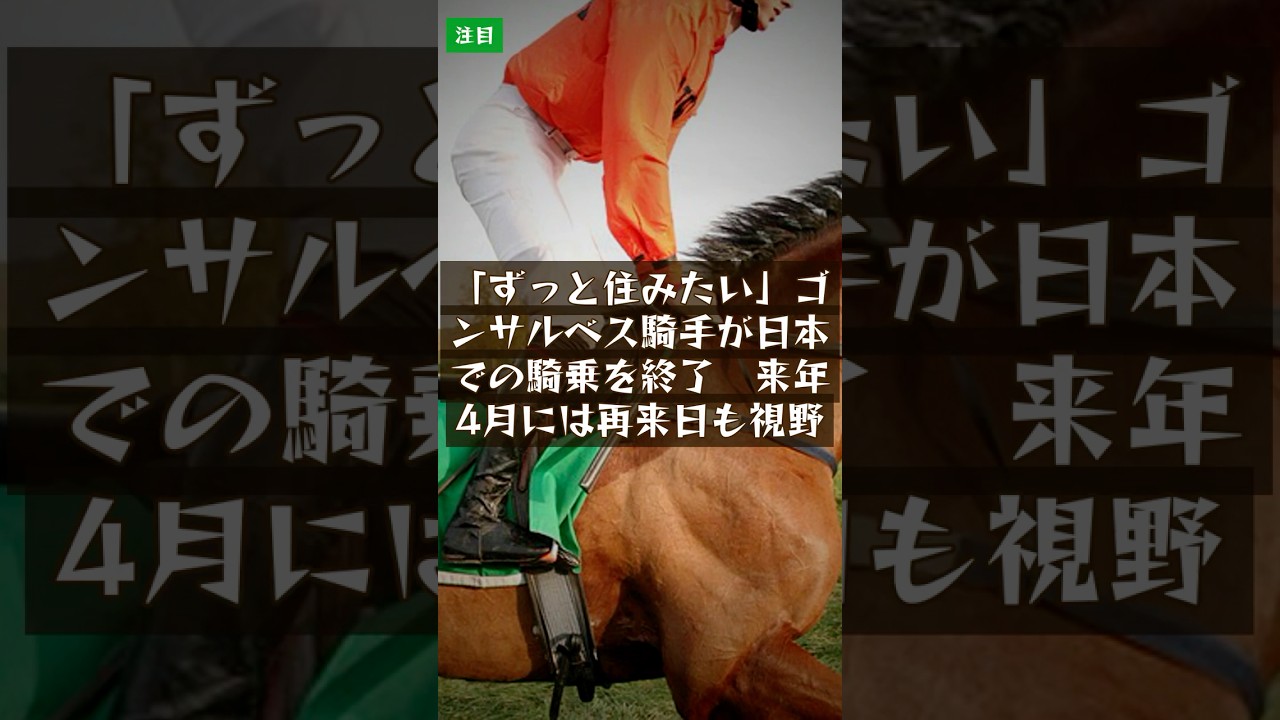 注目
「ずっと住みたい」ゴ
ンサルベス騎手が日本
での騎乗を終了　来年
4月には再来日も視野